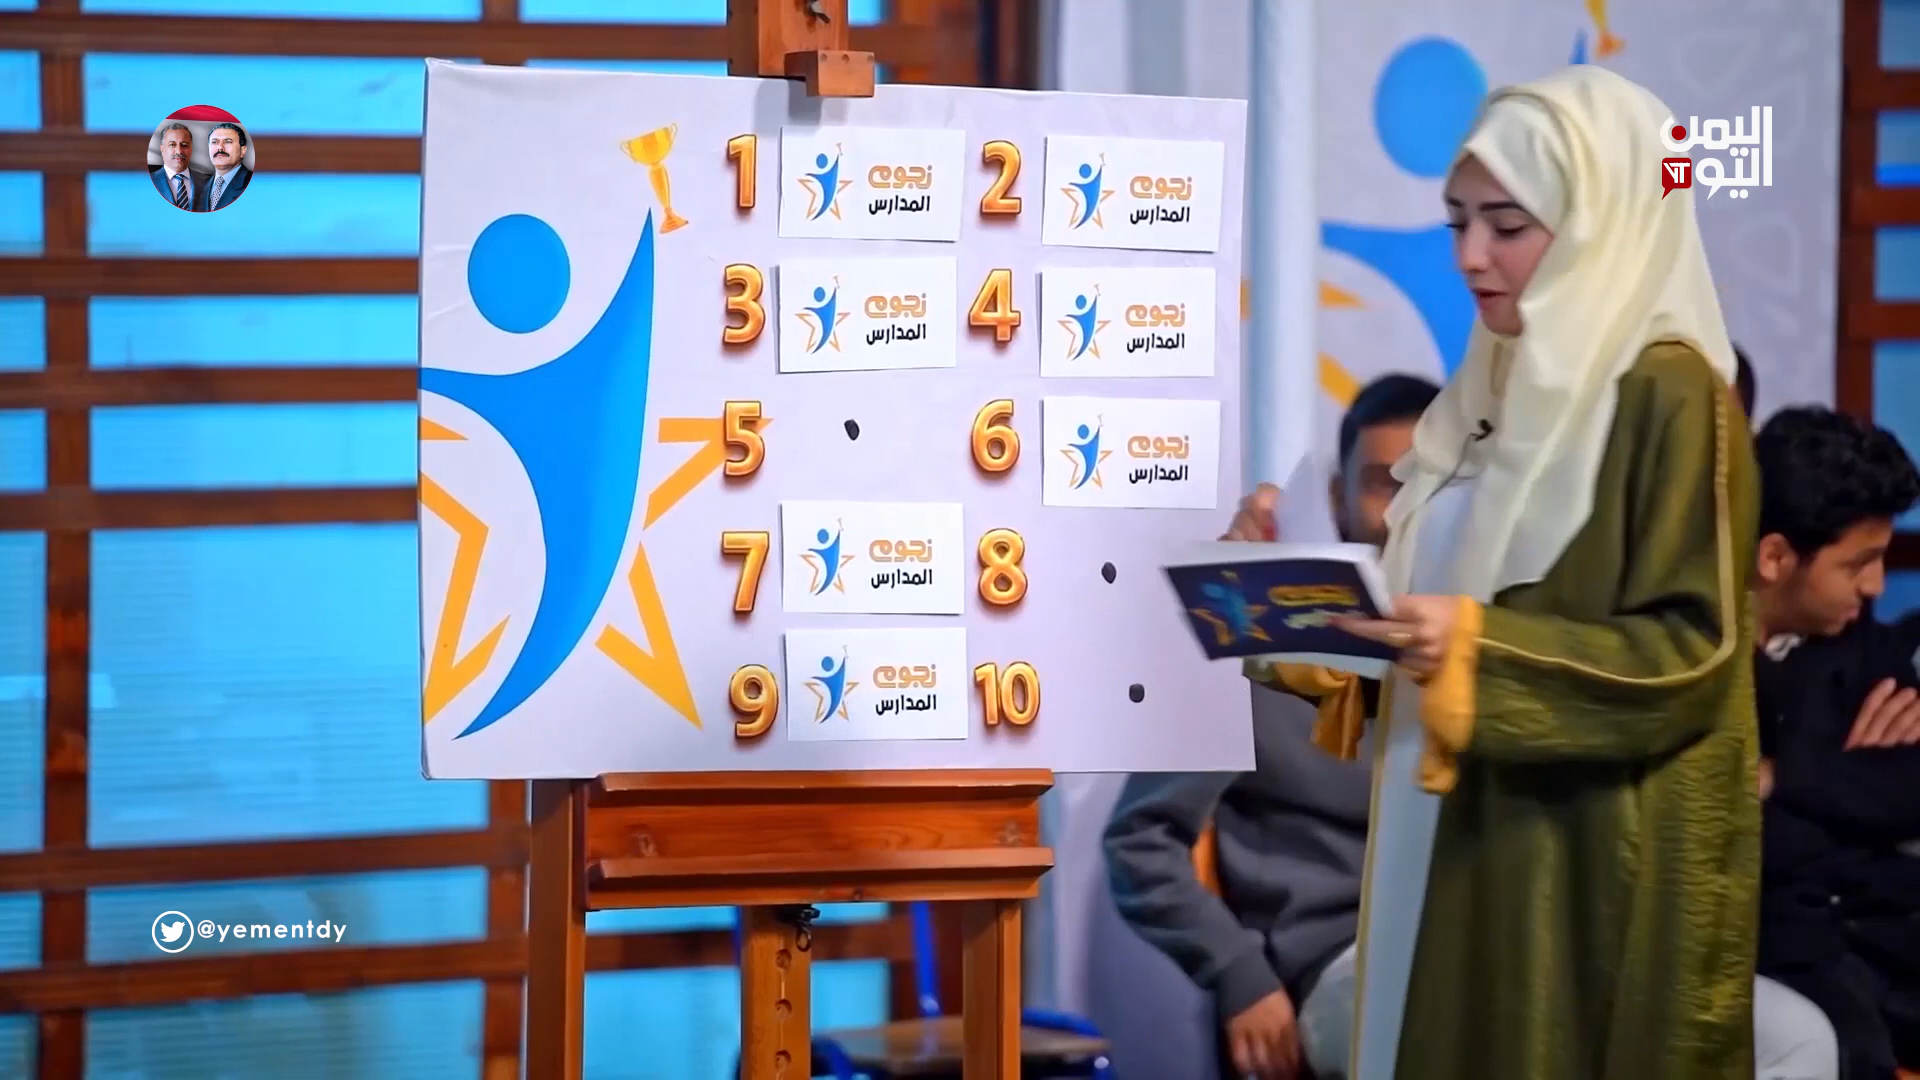 اليمن
اليوم
YT
1
نجوم
المدارس
2
نجوم
المدارس
3
نجوم
المدارس
4
نجوم
المدارس
5
6
نجوم
المدارس
7
نجوم
المدارس
8
9
نجوم
المدارس
10
@yementdy